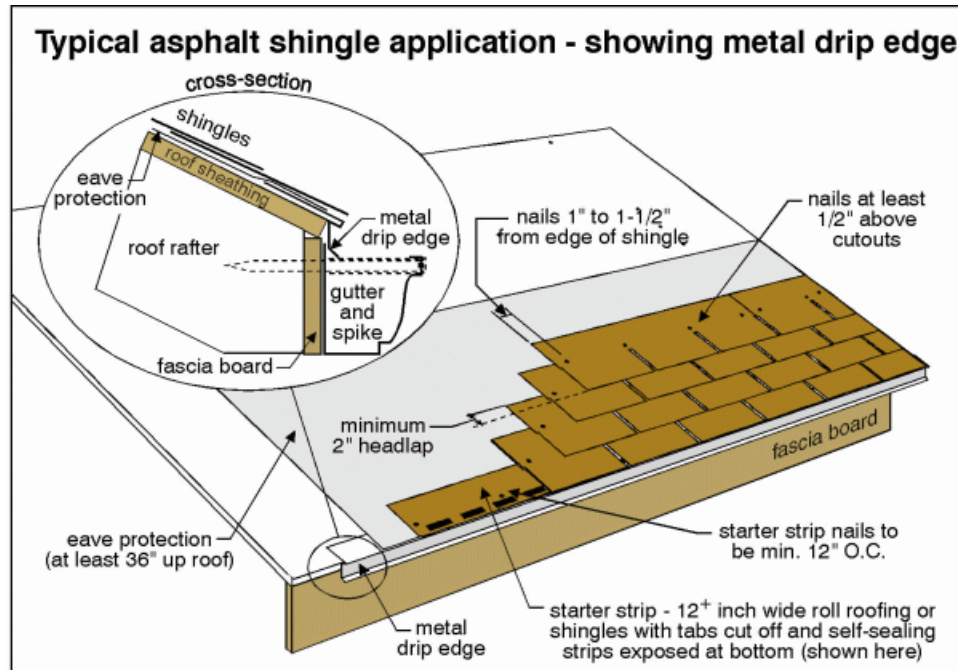 Typical asphalt shingle application - showing metal drip edge
cross-section
shingles
roof sheathing
eave
protection
metal
drip edge
roof rafter
gutter
and
spike
fascia board
nails 1" to 1-1/2"
from edge of shingle
nails at least
1/2" above
cutouts
minimum
2" headlap
fascia board
eave protection
(at least 36" up roof)
starter strip nails to
be min. 12" O.C.
metal
drip edge
starter strip - 12+ inch wide roll roofing or
shingles with tabs cut off and self-sealing
strips exposed at bottom (shown here)